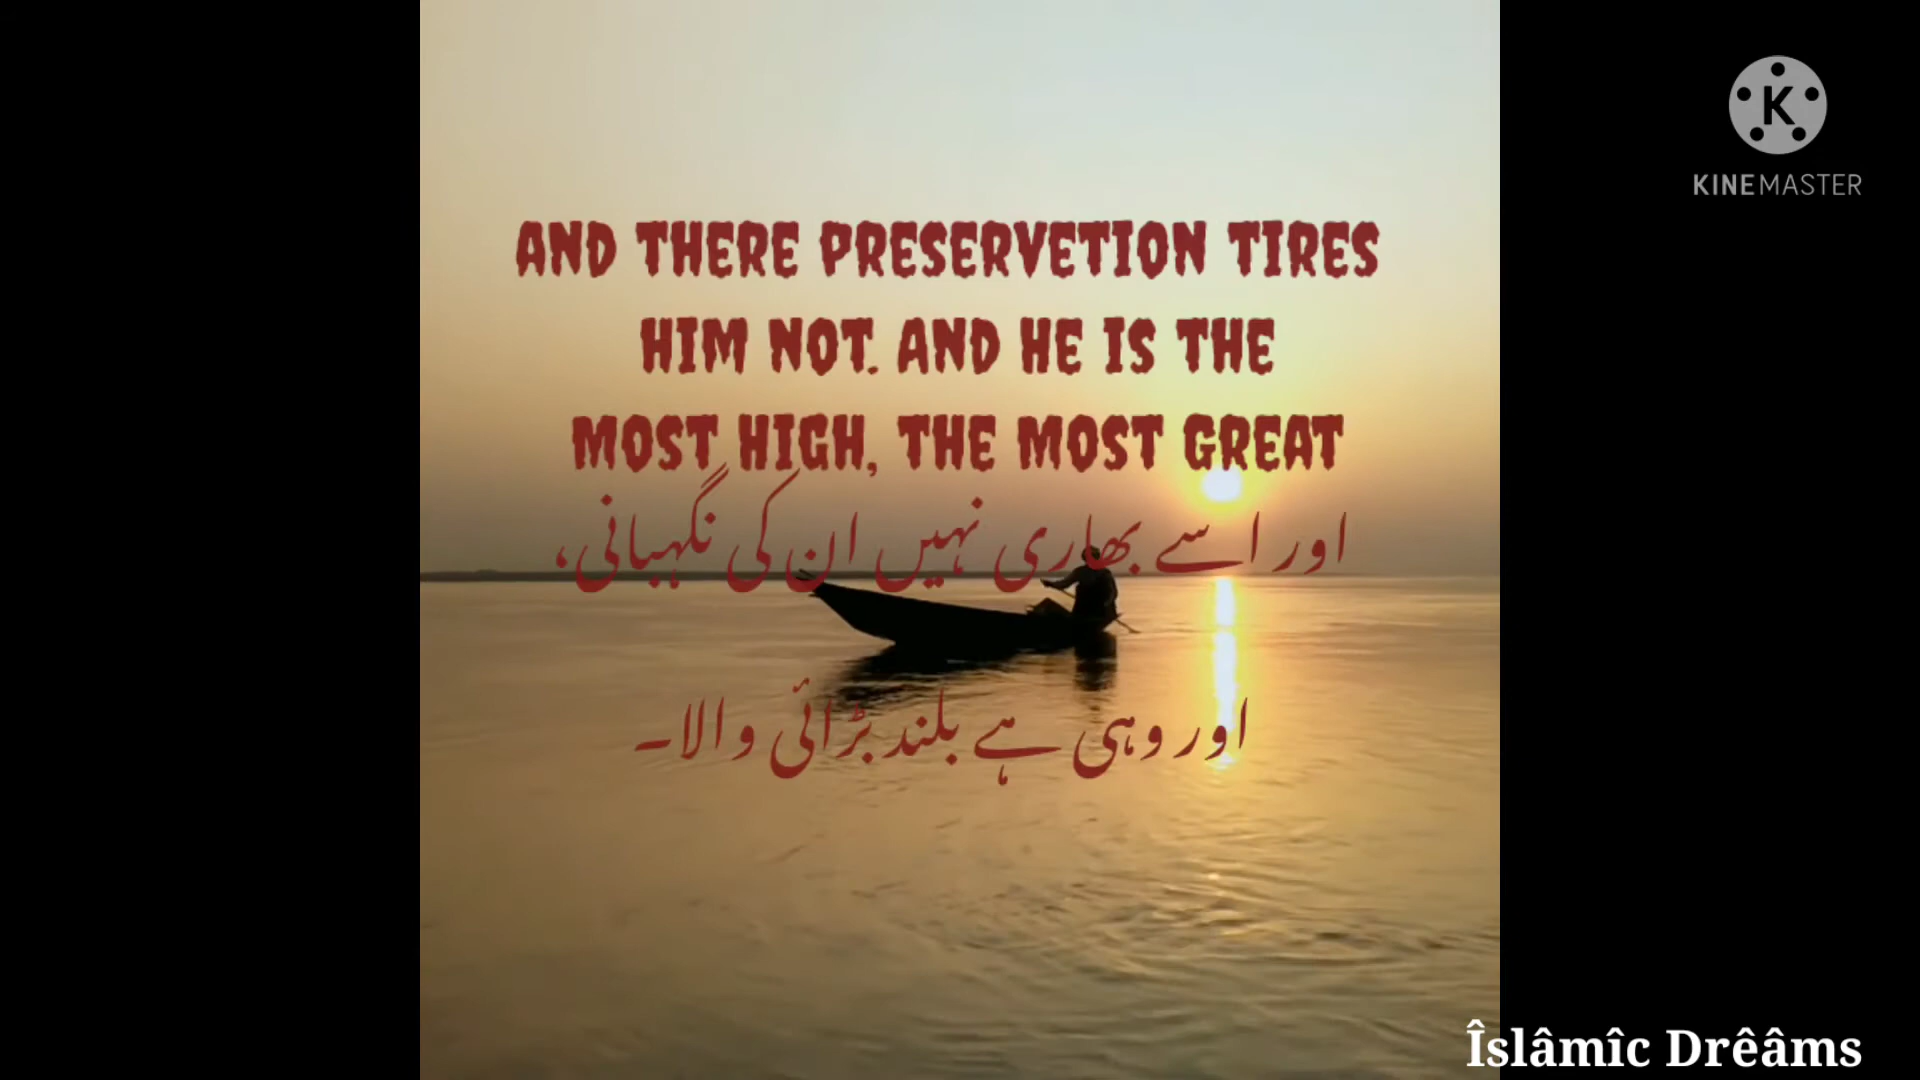 AND THERE PRESERVETION TIRES
HIM NOT. AND HE IS THE
MOST HIGH, THE MOST GREAT
اور اسے بھاری نہیں ان کی نگہبانی،
اور وہی ہے بلند بڑائی والا۔
K
KINEMASTER
Îslâmîc Drêâms